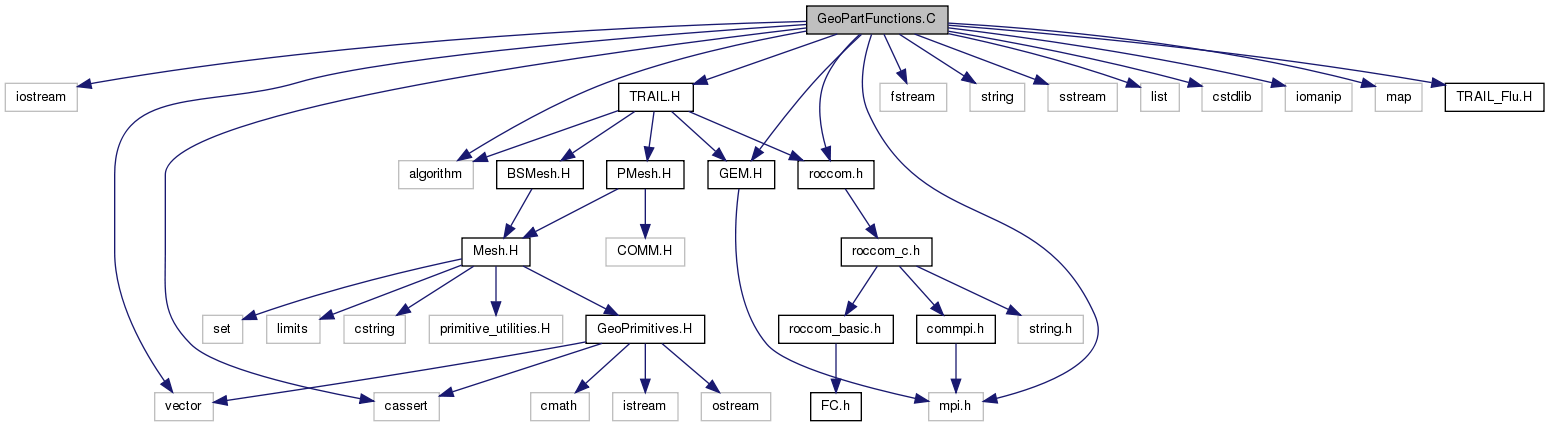 GeoPartFunctions.C
iostream
TRAIL.H
fstream
string
sstream
list
cstdlib
iomanip
map
TRAIL_Flu.H
algorithm
BSMesh.H
PMesh.H
GEM.H
roccom.h
Mesh.H
COMM.H
roccom_c.h
set
limits
cstring
primitive_utilities.H
GeoPrimitives.H
roccom_basic.h
commpi.h
string.h
vector
cassert
cmath
istream
ostream
FC.h
mpi.h